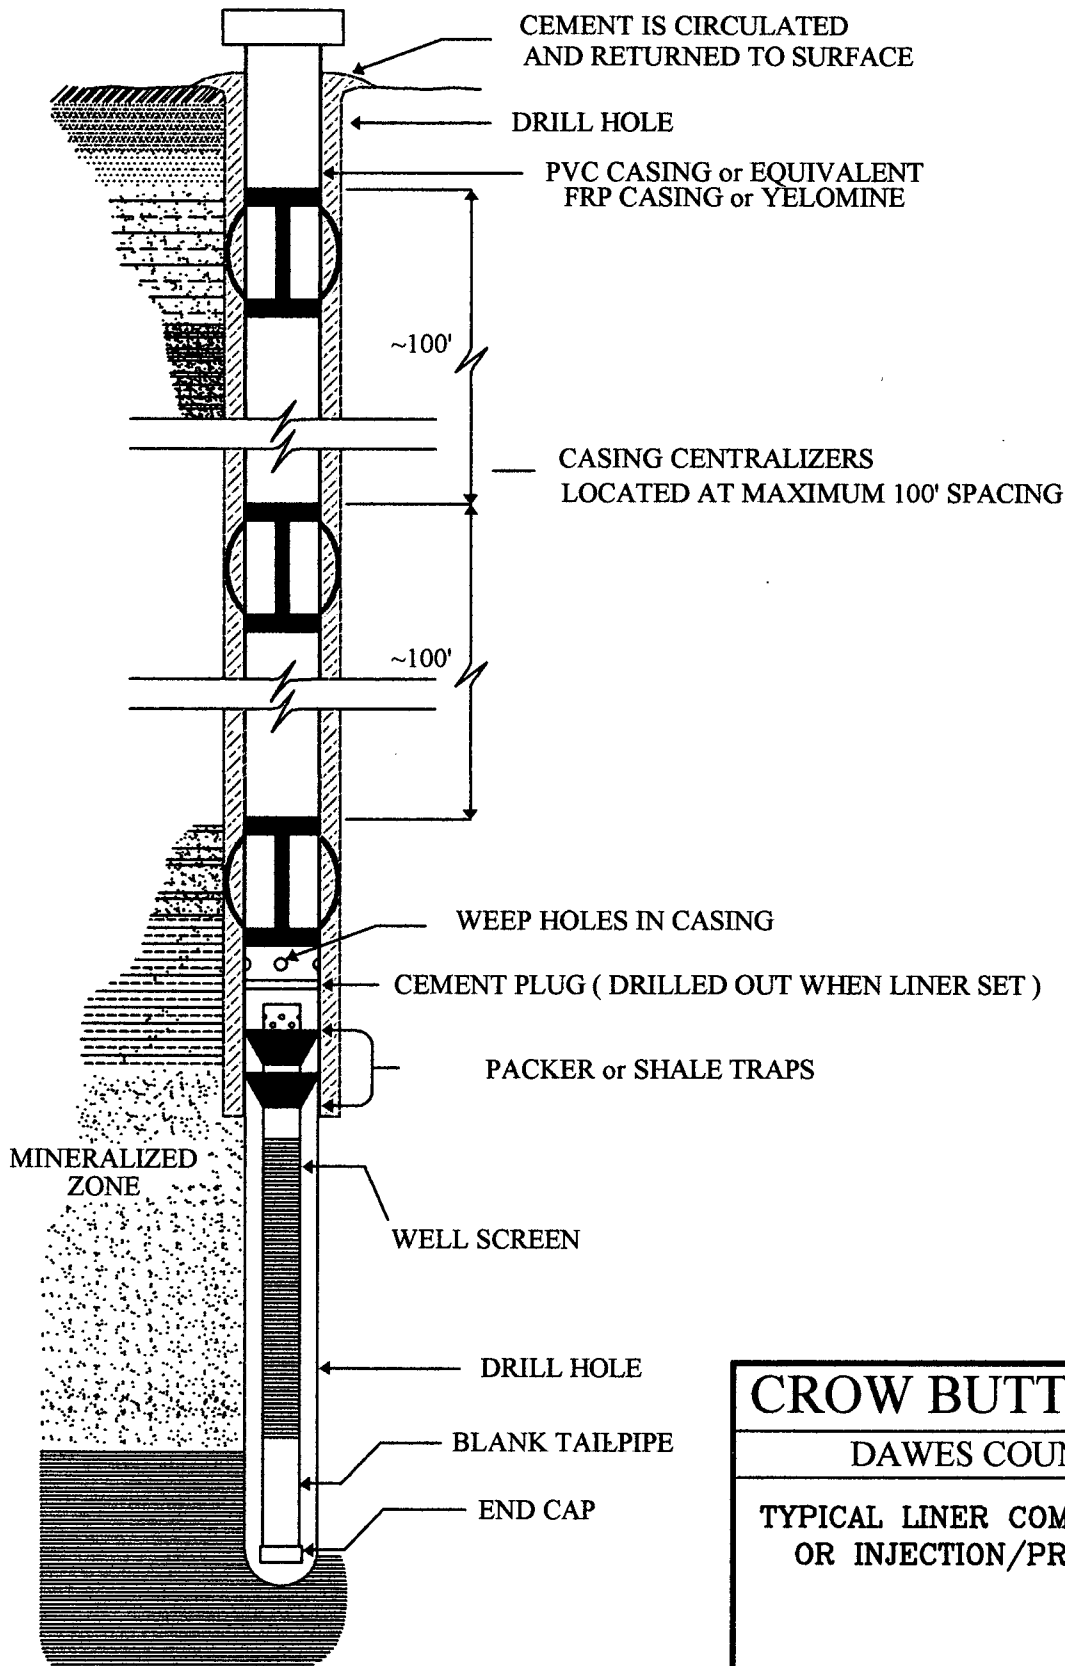 CEMENT IS CIRCULATED
AND RETURNED TO SURFACE
DRILL HOLE
PVC CASING or EQUIVALENT
FRP CASING or YELOMINE
~100'
CASING CENTRALIZERS
LOCATED AT MAXIMUM 100' SPACING
~100'
WEEP HOLES IN CASING
CEMENT PLUG ( DRILLED OUT WHEN LINER SET )
PACKER or SHALE TRAPS
MINERALIZED
ZONE
WELL SCREEN
DRILL HOLE
BLANK TAILPIPE
END CAP
CROW BUTT
DAWES COUN
TYPICAL LINER COM
OR INJECTION/PR